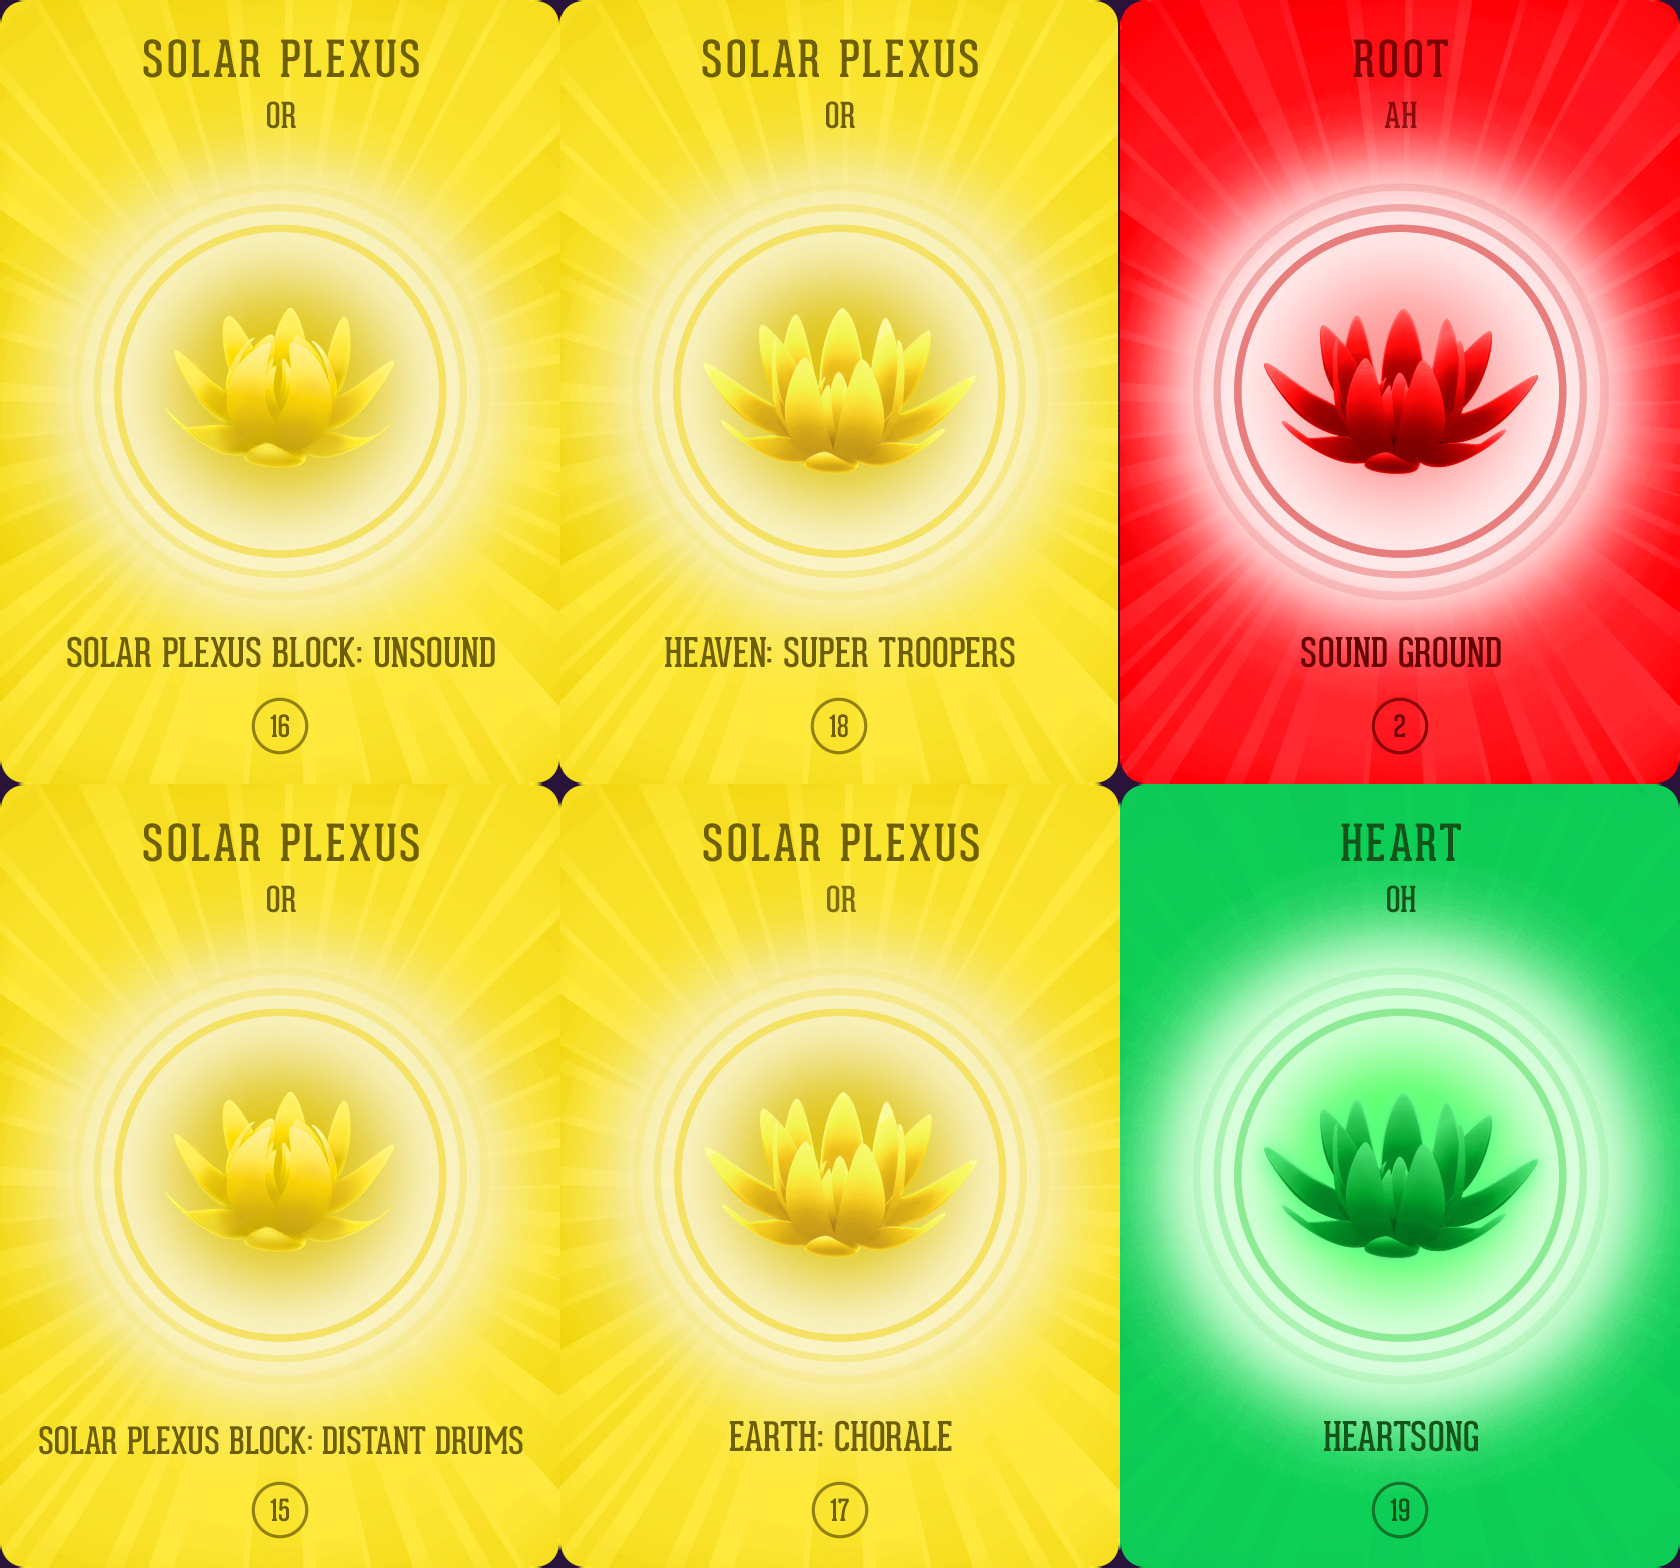 SOLAR PLEXUS
OR
SOLAR PLEXUS BLOCK: UNSOUND
16
SOLAR PLEXUS
OR
HEAVEN: SUPER TROOPERS
18
ROOT
AH
SOUND GROUND
2
SOLAR PLEXUS
OR
SOLAR PLEXUS BLOCK: DISTANT DRUMS
15
SOLAR PLEXUS
OR
EARTH: CHORALE
17
HEART
OH
HEARTSONG
19